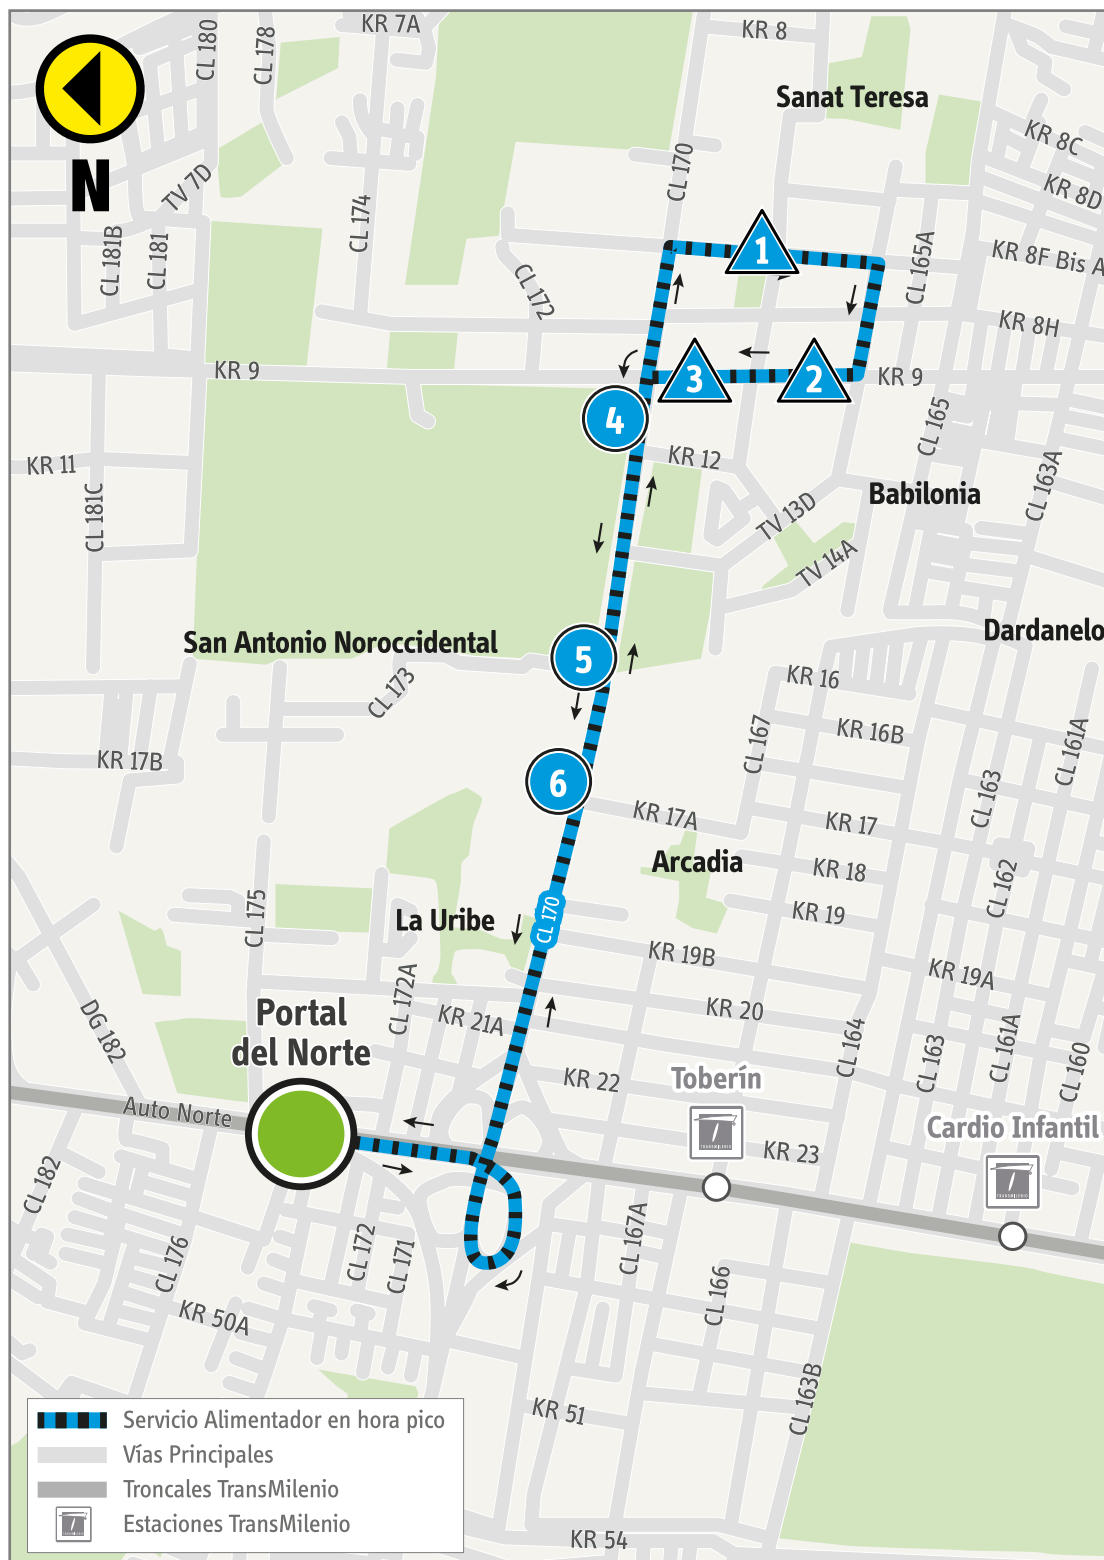 KR 7A
KR 8
CL 180
CL 178
Sanat Teresa
KR 8C
KR 8D
N
TV 7D
CL 170
CL 174
CL 181B
CL 181
CL 172
1
CL 165A
KR 8F Bis A
KR 8H
KR 9
3
2
KR 9
4
CL 165
KR 11
KR 12
CL 163A
CL 181C
Babilonia
TV 13D
TV 14A
San Antonio Noroccidental
5
Dardanelo
CL 173
KR 16
KR 16B
CL 167
CL 161A
KR 17B
6
CL 163
KR 17A
KR 17
Arcadia
KR 18
CL 162
CL 175
La Uribe
CL 170
KR 19
KR 19B
KR 19A
CL 172A
KR 21A
KR 20
Portal
del Norte
DG 182
CL 164
CL 163
CL 161A
CL 160
KR 22
Toberín
TRANSMILENIO
Auto Norte
KR 23
Cardio Infantil
TRANSMILENIO
CL 182
CL 176
CL 172
CL 171
CL 167A
CL 166
KR 50A
KR 51
CL 163B
Servicio Alimentador en hora pico
Vías Principales
Troncales TransMilenio
Estaciones TransMilenio
KR 54